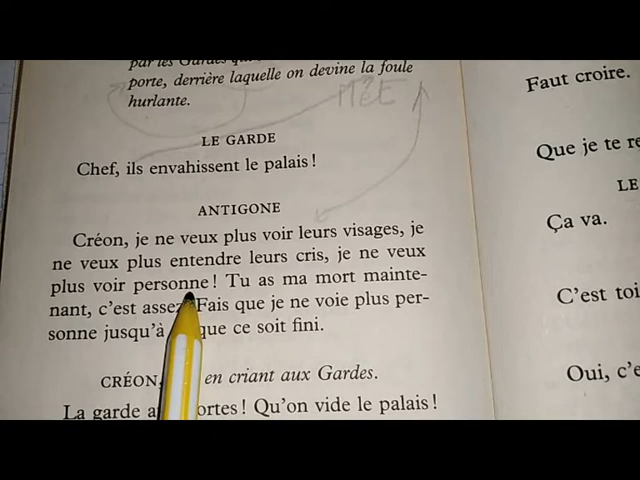 par les Gardes
porte, derrière laquelle on devine la foule
hurlante.
LE GARDE
Chef, ils envahissent le palais !
ANTIGONE
Créon, je ne veux plus voir leurs visages, je
ne veux plus entendre leurs cris, je ne veux
plus voir personne ! Tu as ma mort mainte-
nant, c'est assez Fais que je ne voie plus per-
sonne jusqu'à que ce soit fini.
CRÉON, en criant aux Gardes.
La garde a ortes ! Qu'on vide le palais !
Faut croire.
Que je te re
LE
Ça va.
C'est toi
Oui, c'e